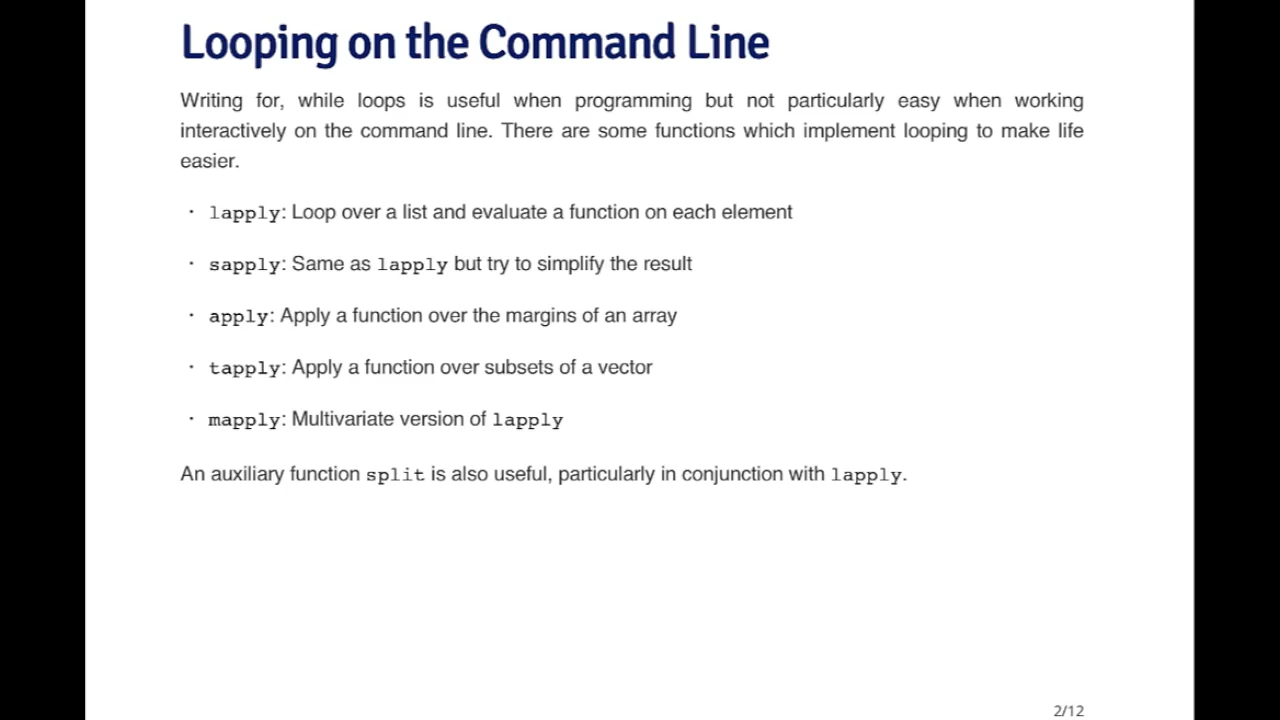 Looping on the Command Line
Writing for, while loops is useful when programming but not particularly easy when working
interactively on the command line. There are some functions which implement looping to make life
easier.
· lapply: Loop over a list and evaluate a function on each element
· sapply: Same as lapply but try to simplify the result
· apply: Apply a function over the margins of an array
· tapply: Apply a function over subsets of a vector
· mapply: Multivariate version of lapply
An auxiliary function split is also useful, particularly in conjunction with lapply.
2/12